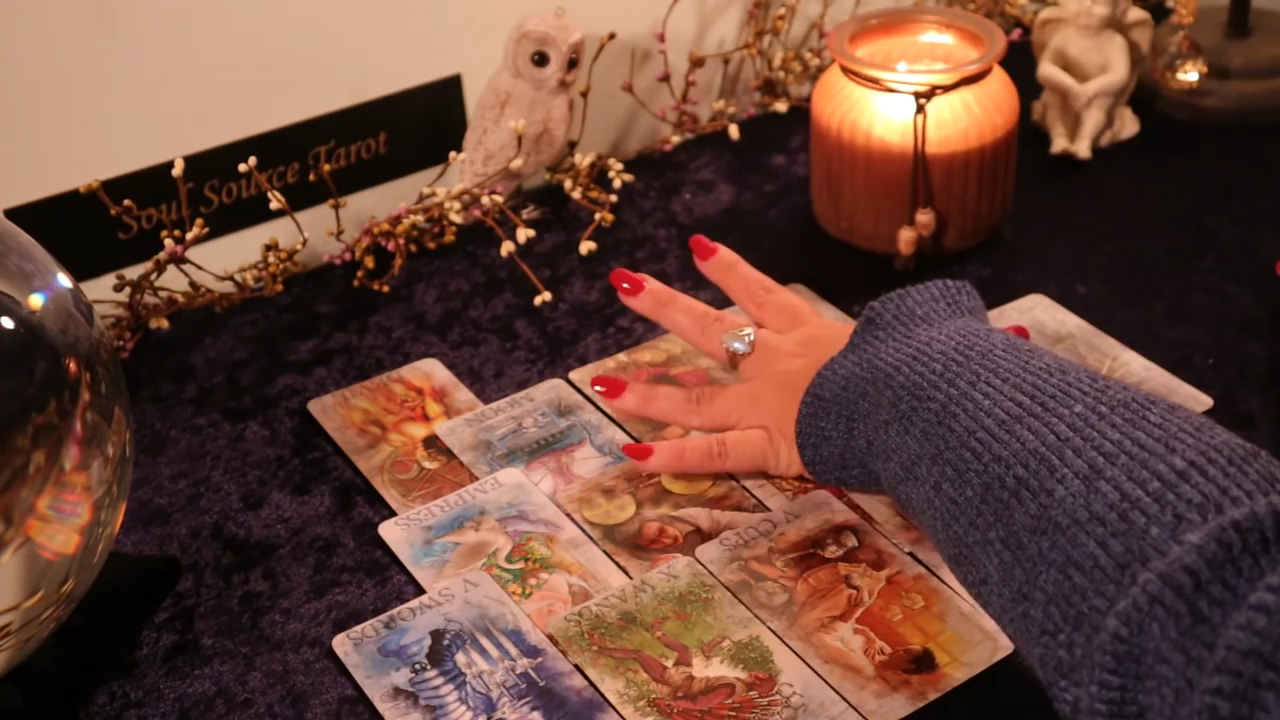 Soul Source Tarot
MOON
EMPRESS
V CUPS
V SWORDS
X WANDS